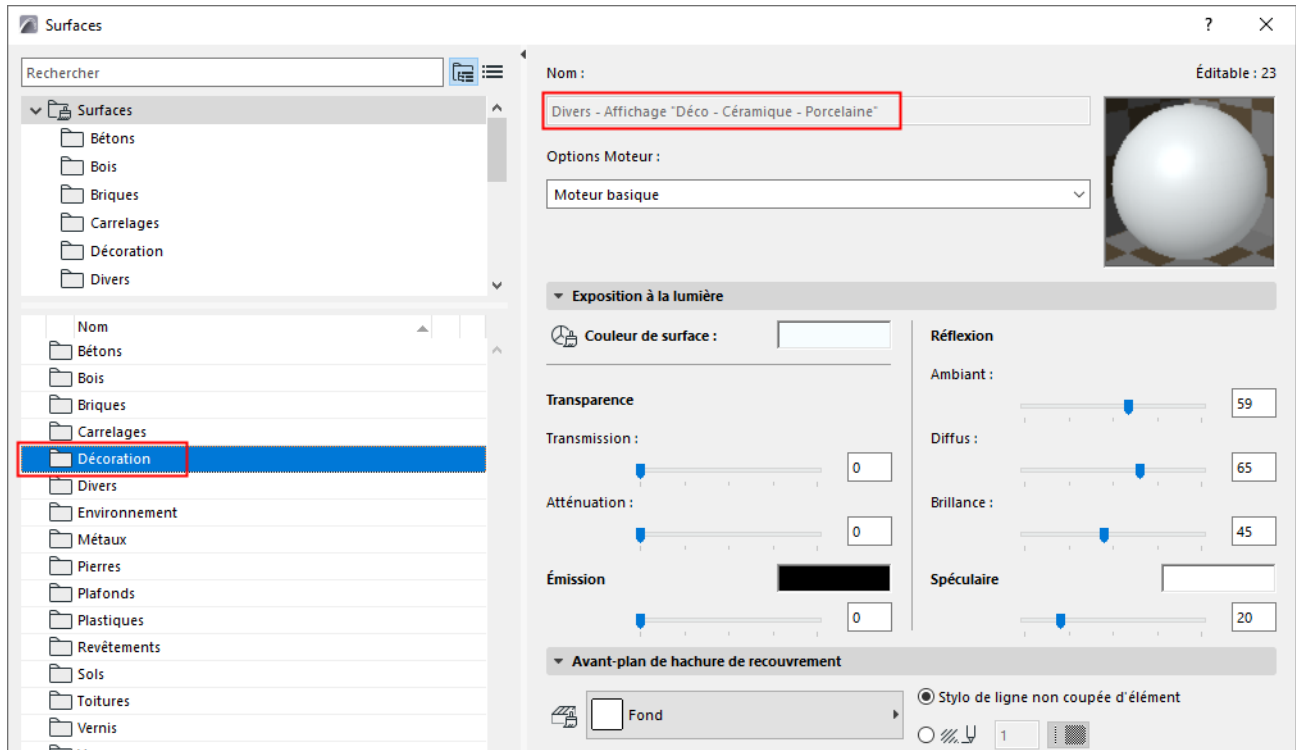 Surfaces
?
Rechercher
Surfaces
Bétons
Bois
Briques
Carrelages
Décoration
Divers
Nom
Bétons
Bois
Briques
Carrelages
Décoration
Divers
Environnement
Métaux
Pierres
Plafonds
Plastiques
Revêtements
Sols
Toitures
Vernis
Nom :
Éditable : 23
Divers - Affichage "Déco - Céramique - Porcelaine"
Options Moteur :
Moteur basique
Exposition à la lumière
Couleur de surface :
Transparence
Transmission :
0
Atténuation :
0
Émission
0
Réflexion
Ambiant :
59
Diffus :
65
Brillance :
45
Spéculaire
20
Avant-plan de hachure de recouvrement
Fond
Stylo de ligne non coupée d'élément
1